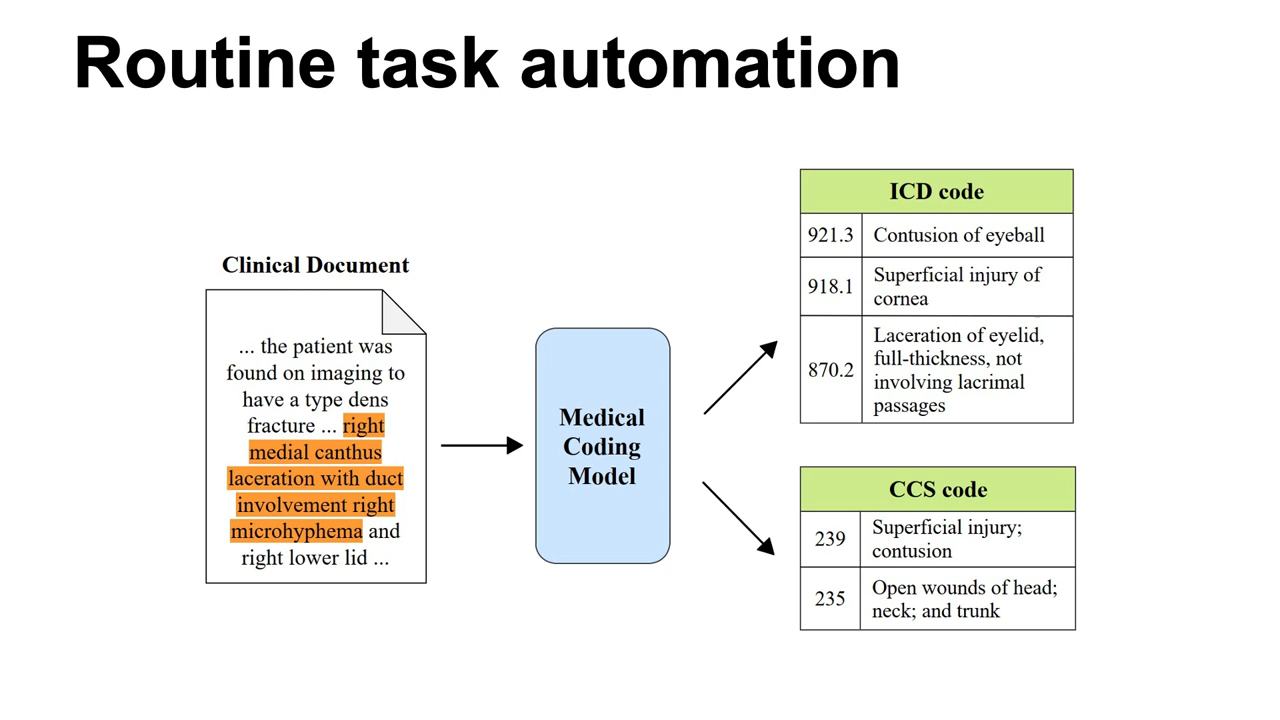 Routine task automation
Clinical Document
... the patient was
found on imaging to
have a type dens
fracture ... right
medial canthus
laceration with duct
involvement right
microhyphema and
right lower lid ...
Medical
Coding
Model
ICD code
921.3 Contusion of eyeball
918.1 Superficial injury of
cornea
870.2 Laceration of eyelid,
full-thickness, not
involving lacrimal
passages
CCS code
239 Superficial injury;
contusion
235 Open wounds of head;
neck; and trunk